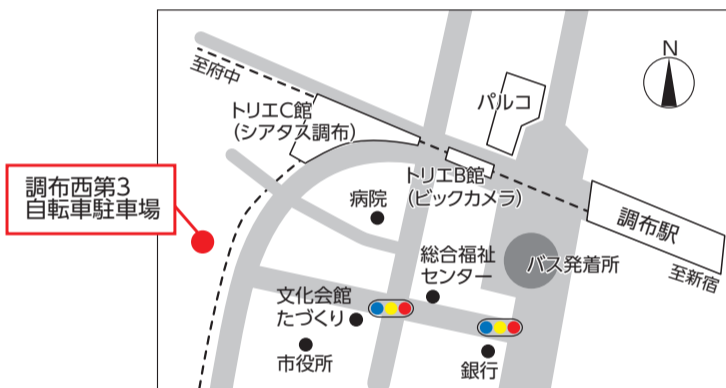 至府中
トリエC館
(シアタス調布)
パルコ
N
調布西第3
自転車駐車場
トリエB館
(ビックカメラ)
病院
調布駅
総合福祉
センター
バス発着所
至新宿
文化会館
たづくり
市役所
銀行